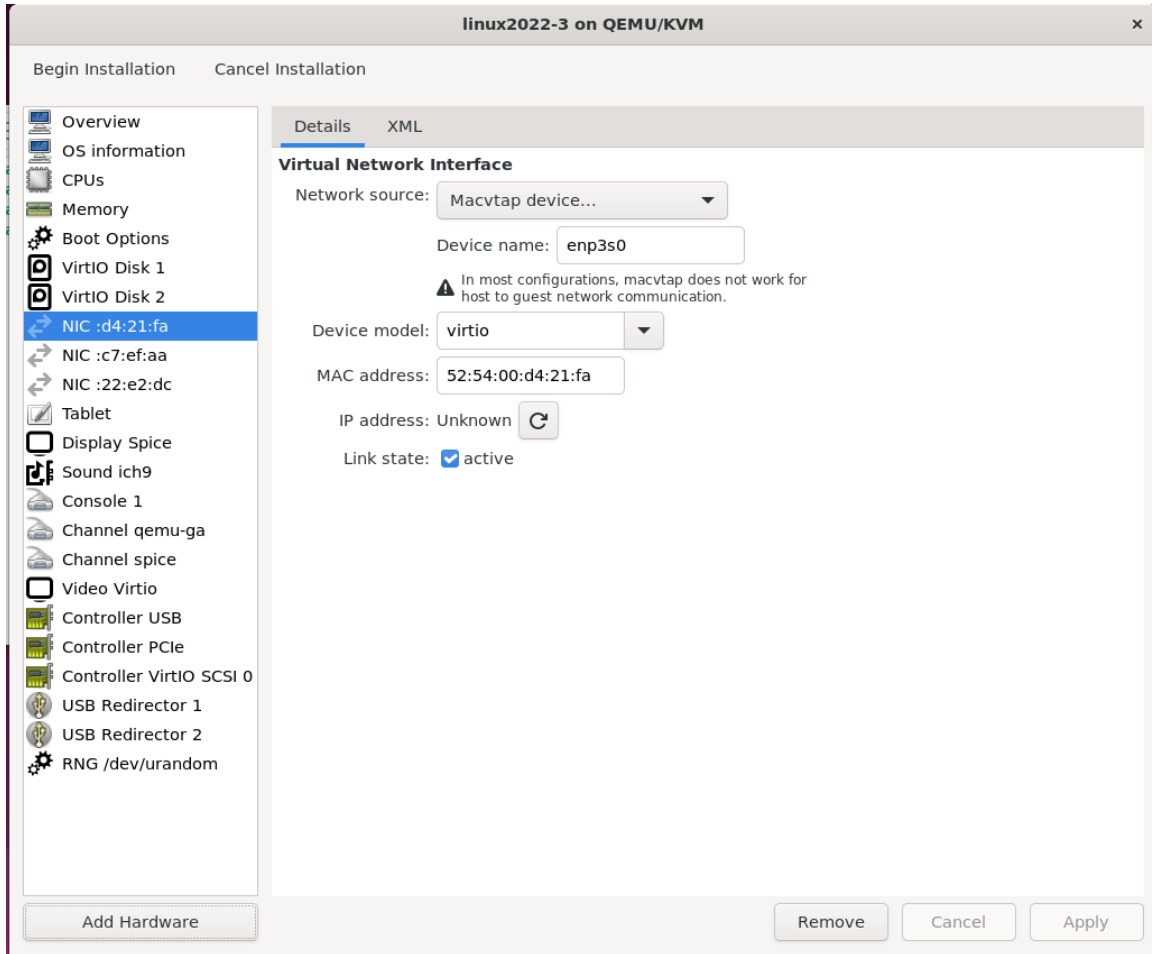 linux2022-3 on QEMU/KVM ×
Begin Installation Cancel Installation
Overview
OS information
CPUs
Memory
Boot Options
VirtIO Disk 1
VirtIO Disk 2
NIC :d4:21:fa
NIC :c7:ef:aa
NIC :22:e2:dc
Tablet
Display Spice
Sound ich9
Console 1
Channel qemu-ga
Channel spice
Video Virtio
Controller USB
Controller PCIe
Controller VirtIO SCSI 0
USB Redirector 1
USB Redirector 2
RNG /dev/urandom
Add Hardware
Details XML
Virtual Network Interface
Network source: Macvtap device...
Device name: enp3s0
In most configurations, macvtap does not work for
host to guest network communication.
Device model: virtio
MAC address: 52:54:00:d4:21:fa
IP address: Unknown
Link state: active
Remove Cancel Apply